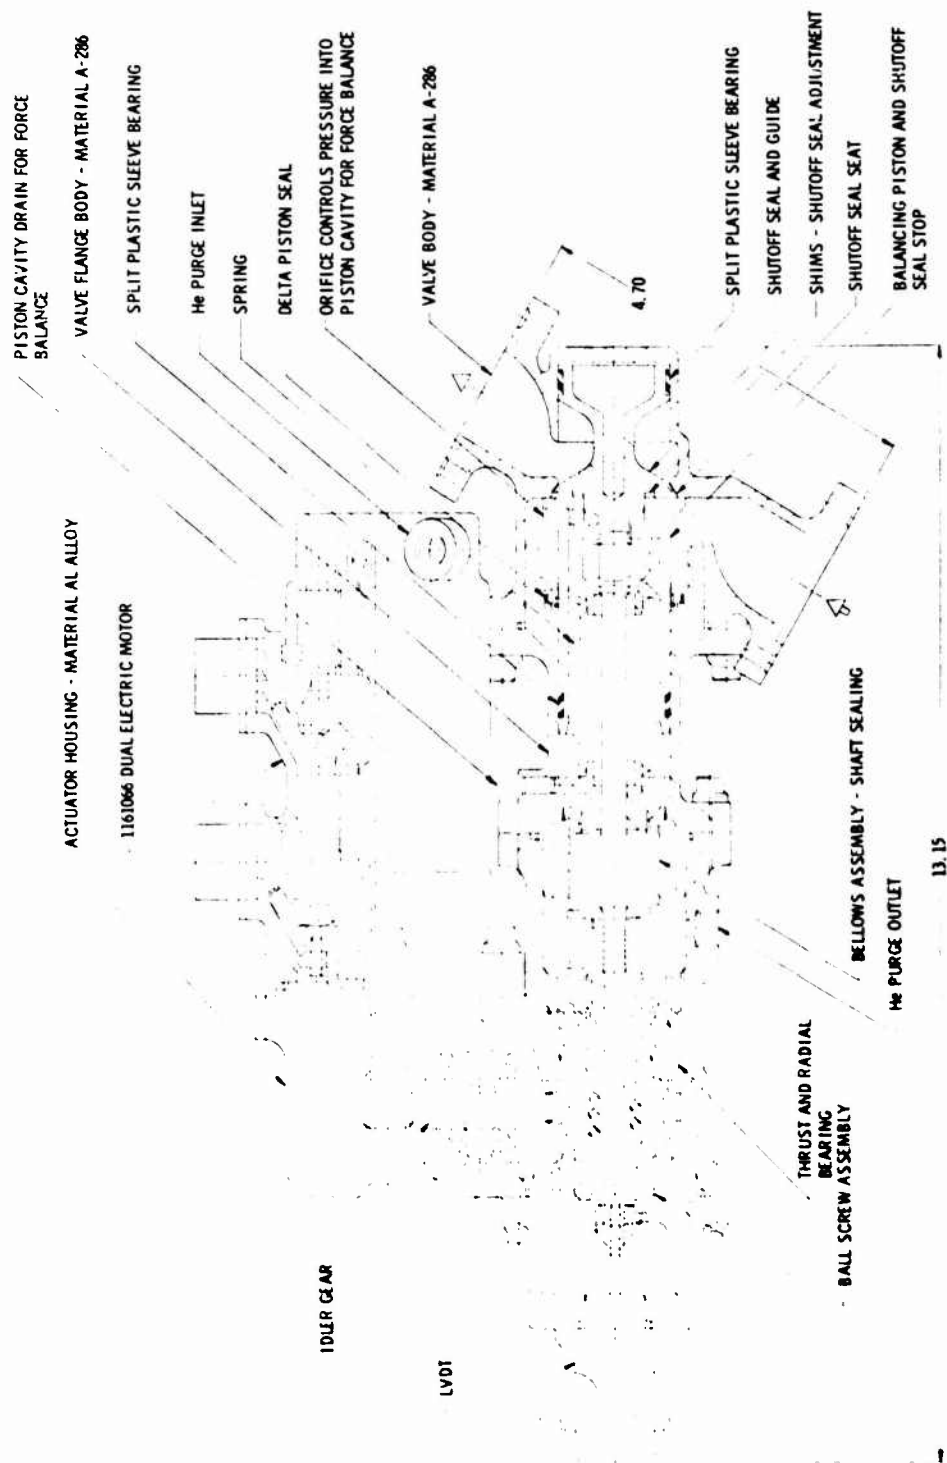 PISTON CAVITY DRAIN FOR FORCE
BALANCE
VALVE FLANGE BODY - MATERIAL A-286
SPLIT PLASTIC SLEEVE BEARING
He PURGE INLET
SPRING
DELTA PISTON SEAL
ORIFICE CONTROLS PRESSURE INTO
PISTON CAVITY FOR FORCE BALANCE
VALVE BODY - MATERIAL A-286
4.70
SPLIT PLASTIC SLEEVE BEARING
SHUTOFF SEAL AND GUIDE
SHIMS - SHUTOFF SEAL ADJUSTMENT
SHUTOFF SEAL SEAT
BALANCING PISTON AND SHUTOFF
SEAL STOP
ACTUATOR HOUSING - MATERIAL AL ALLOY
1161066 DUAL ELECTRIC MOTOR
IDLER GEAR
LVDT
THRUST AND RADIAL
BEARING
BALL SCREW ASSEMBLY
BELLOWS ASSEMBLY - SHAFT SEALING
He PURGE OUTLET
13.15